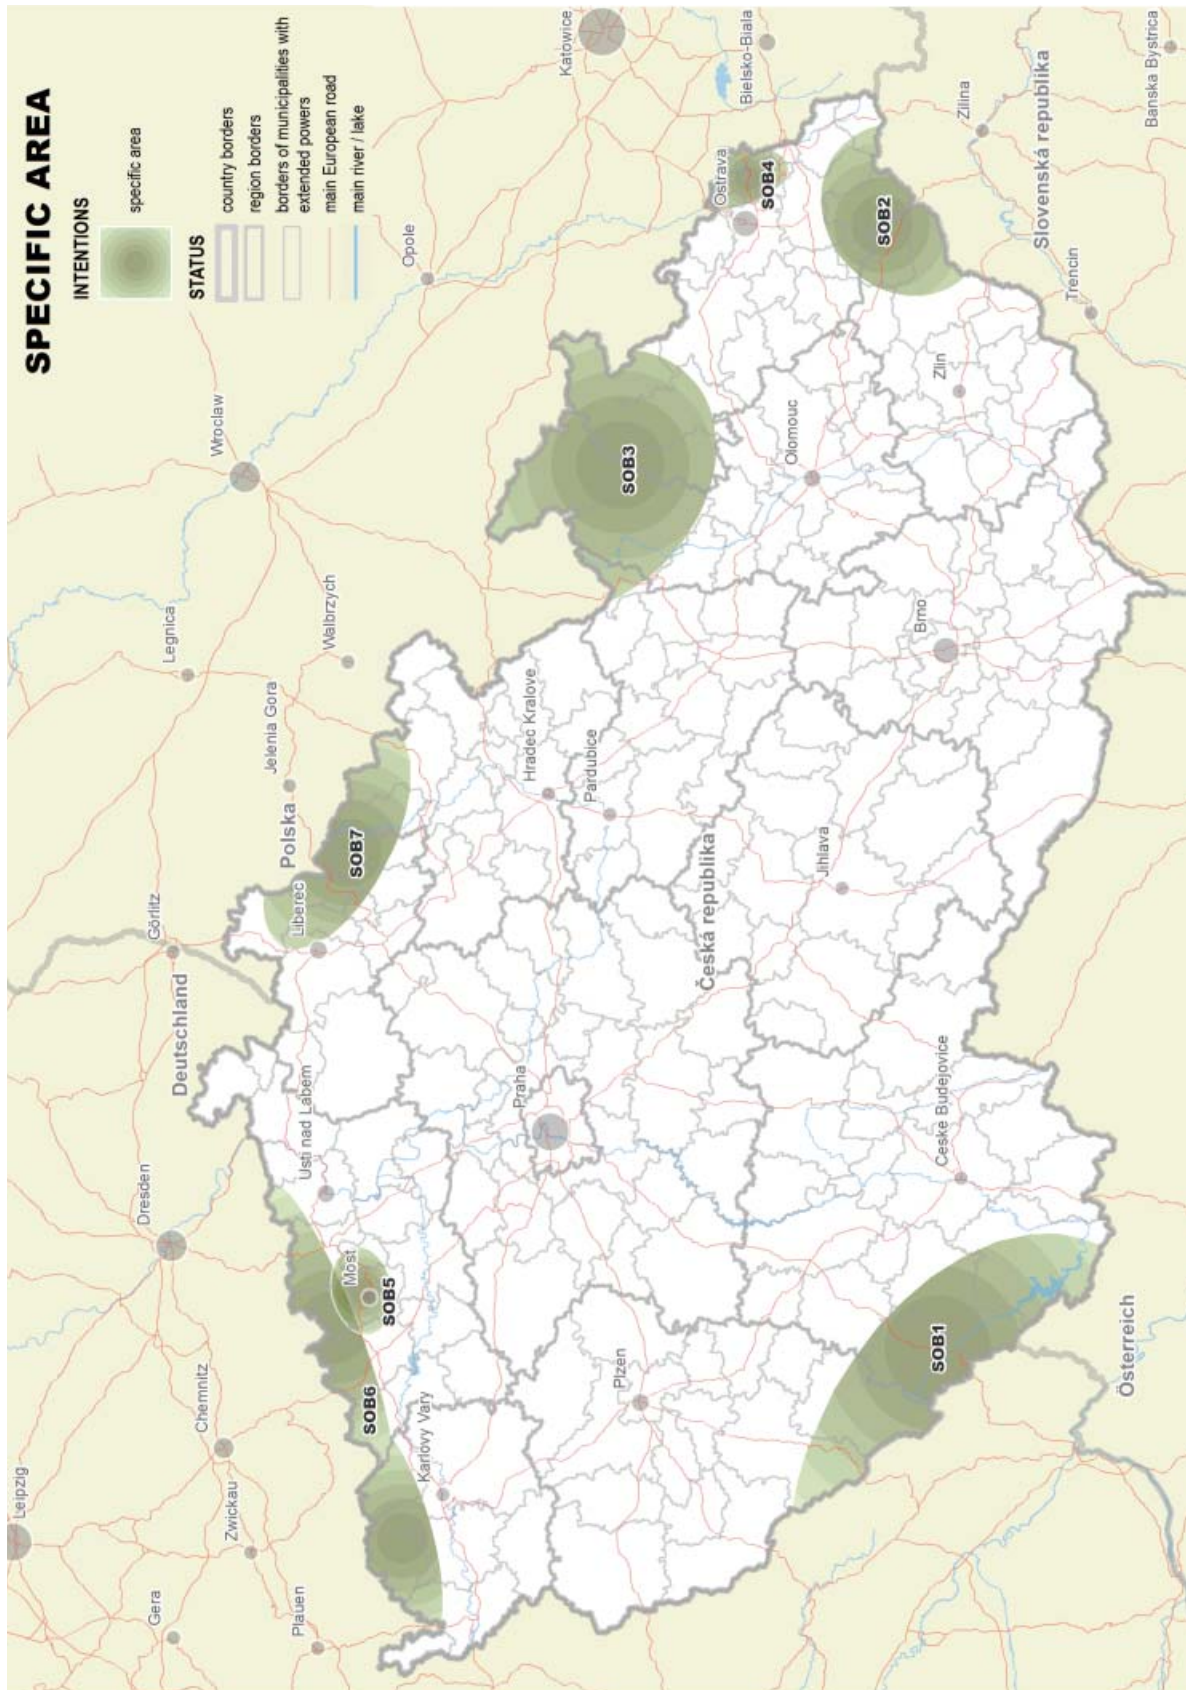 SPECIFIC AREA
INTENTIONS
specific area
STATUS
country borders
region borders
borders of municipalities with
extended powers
main European road
main river / lake
Leipzig
Gera
Zwickau
Chemnitz
Plauen
Dresden
Deutschland
Görlitz
Polska
Jelenia Gora
Legnica
Walbrzych
Wroclaw
Opole
Katowice
Bielsko-Biala
Karlovy Vary
SOB6
Most
SOB5
Usti nad Labem
Liberec
SOB7
Praha
Hradec Kralove
Pardubice
Plzen
Česká republika
SOB3
Ostrava
SOB4
SOB2
Olomouc
Jihlava
Brno
Zlin
SOB1
Ceske Budejovice
Österreich
Zilina
Slovenská republika
Trencin
Banska Bystrica